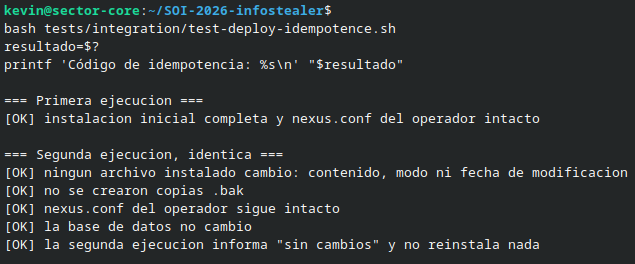 kevin@sector-core:~/SOI-2026-infostealer$
bash tests/integration/test-deploy-idempotence.sh
resultado=$?
printf 'Código de idempotencia: %s\n' "$resultado"
=== Primera ejecucion ===
[OK] instalacion inicial completa y nexus.conf del operador intacto
=== Segunda ejecucion, identica ===
[OK] ningun archivo instalado cambio: contenido, modo ni fecha de modificacion
[OK] no se crearon copias .bak
[OK] nexus.conf del operador sigue intacto
[OK] la base de datos no cambio
[OK] la segunda ejecucion informa "sin cambios" y no reinstala nada